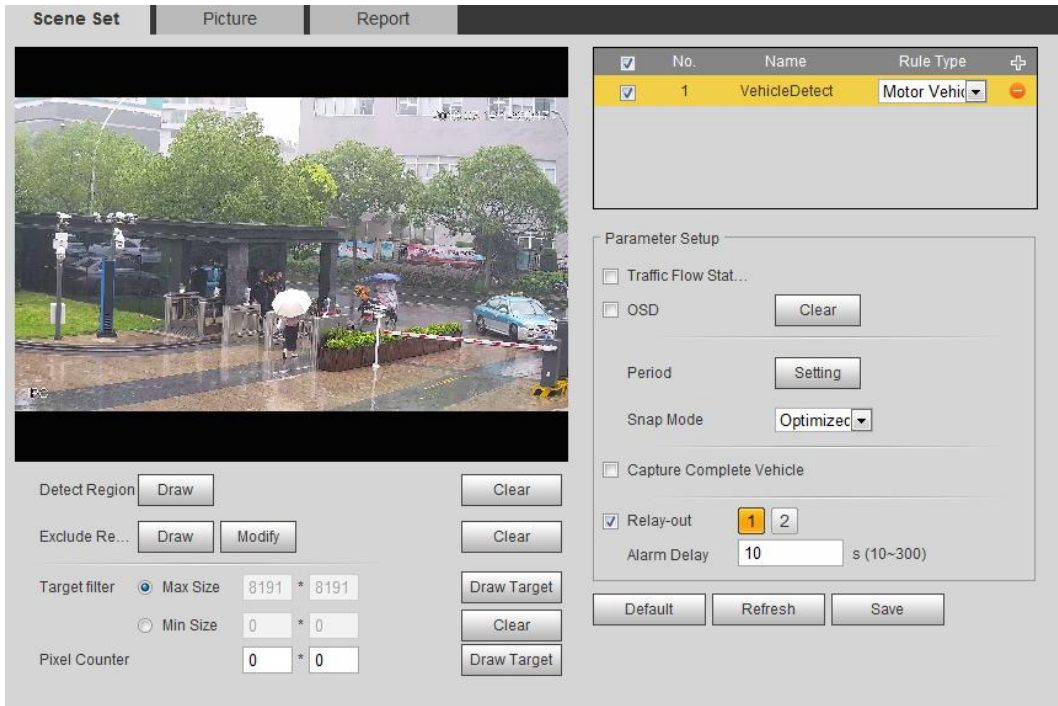 Scene Set Picture Report
No. Name Rule Type
1 VehicleDetect Motor Vehic
Parameter Setup
Traffic Flow Stat...
OSD Clear
Period Setting
Snap Mode Optimizec
Capture Complete Vehicle
Relay-out 1 2
Alarm Delay 10 s (10~300)
Default Refresh Save
Detect Region Draw Clear
Exclude Re... Draw Modify Clear
Target filter Max Size 8191 * 8191 Draw Target
Min Size 0 * 0 Clear
Pixel Counter 0 * 0 Draw Target